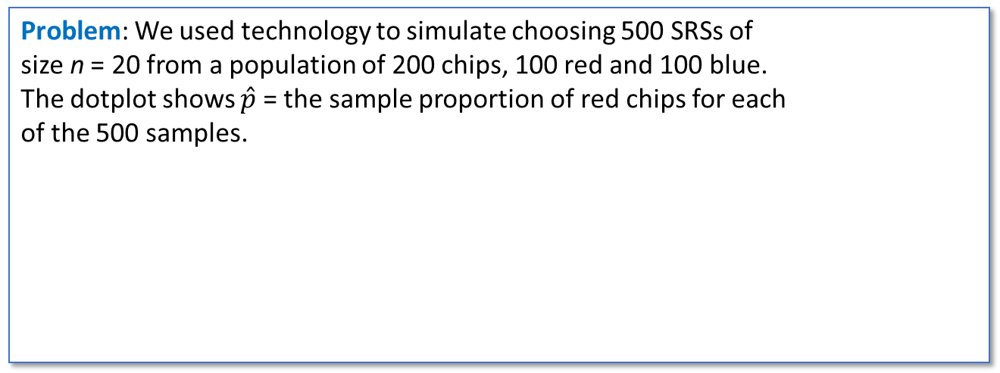 Problem: We used technology to simulate choosing 500 SRSs of
size n = 20 from a population of 200 chips, 100 red and 100 blue.
The dotplot shows p̂ = the sample proportion of red chips for each
of the 500 samples.